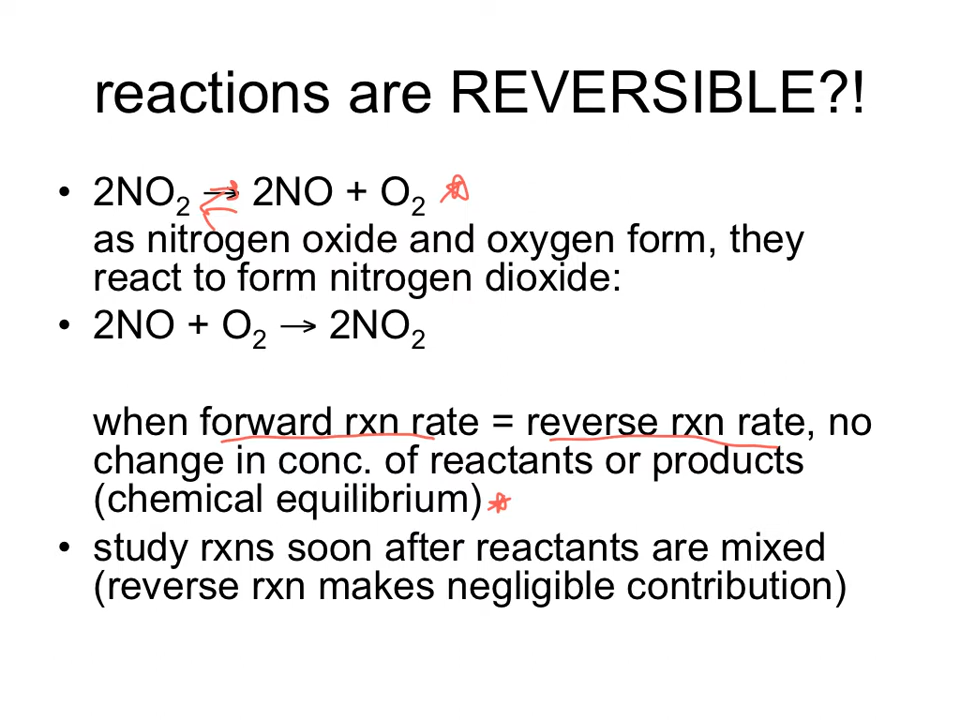 reactions are REVERSIBLE?!
• 2NO₂ → 2NO + O₂
as nitrogen oxide and oxygen form, they
react to form nitrogen dioxide:
• 2NO + O₂ → 2NO₂
when forward rxn rate = reverse rxn rate, no
change in conc. of reactants or products
(chemical equilibrium)
• study rxns soon after reactants are mixed
(reverse rxn makes negligible contribution)